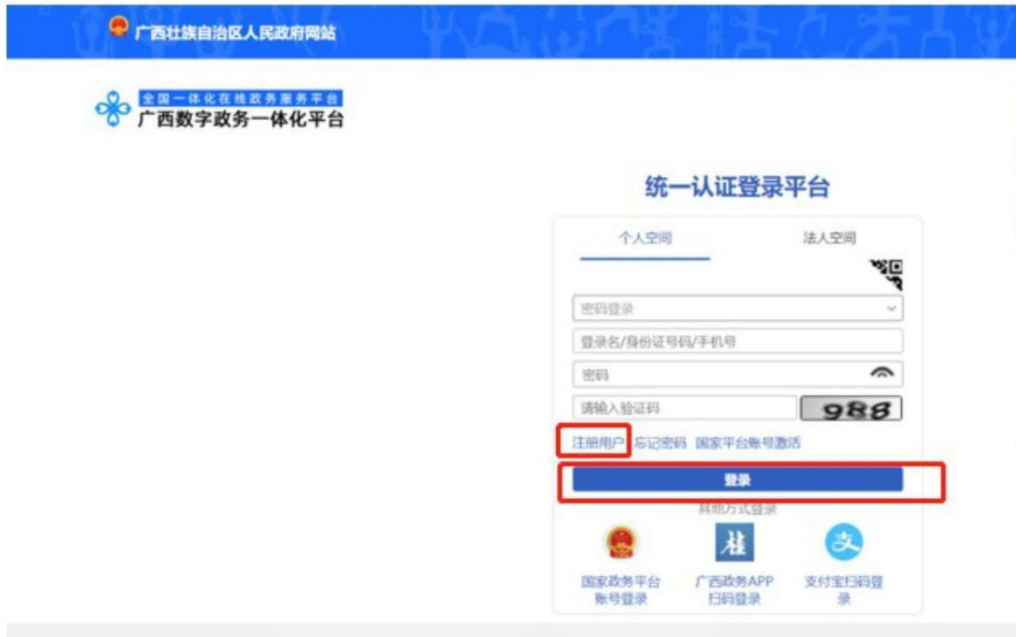 广西壮族自治区人民政府网站
全国一体化在线政务服务平台
广西数字政务一体化平台
统一认证登录平台
个人空间 法人空间
密码登录
登录名/身份证号码/手机号
密码
请输入验证码 988
注册用户 忘记密码 国家平台账号激活
登录
其他方式登录
国家政务平台 广西政务APP 支付宝扫码登
账号登录 扫码登录 录